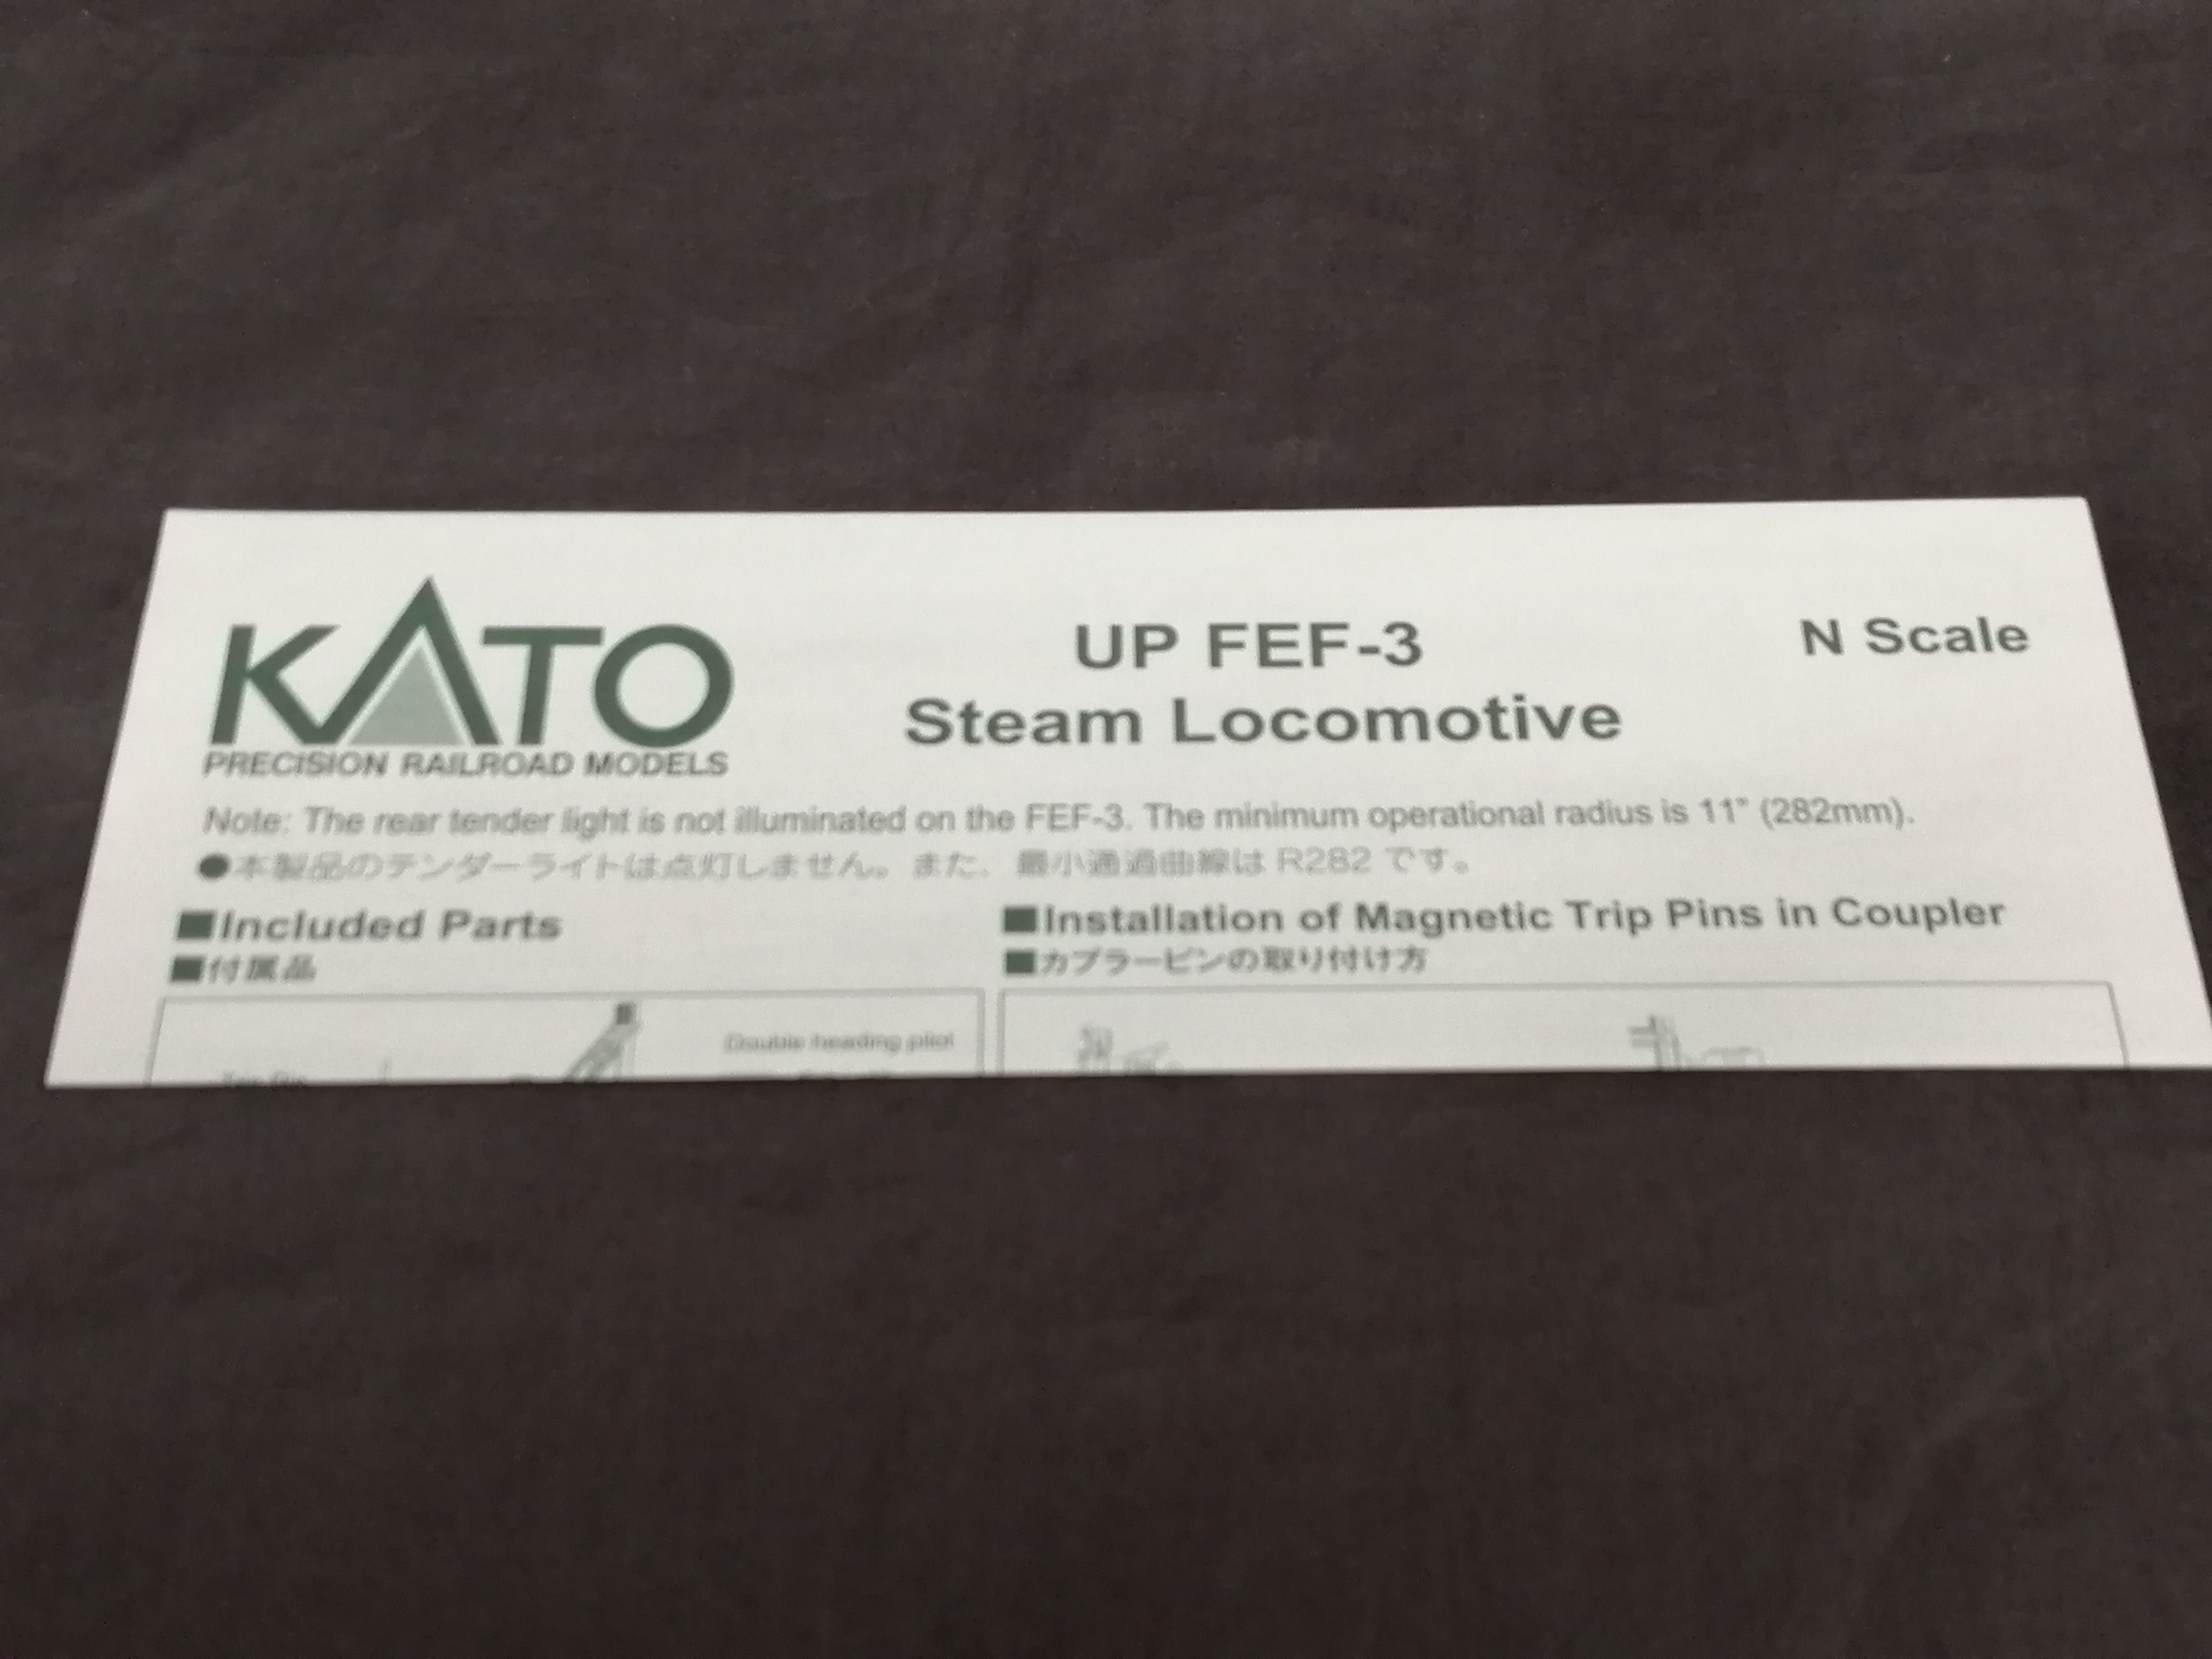 KATO
PRECISION RAILROAD MODELS
UP FEF-3
Steam Locomotive
N Scale
Note: The rear tender light is not illuminated on the FEF-3. The minimum operational radius is 11" (282mm).
●本製品のテンダーライトは点灯しません。また、最小通過曲線は R282 です。
■Included Parts
■付属品
■Installation of Magnetic Trip Pins in Coupler
■カプラーピンの取り付け方
Double heading pilot